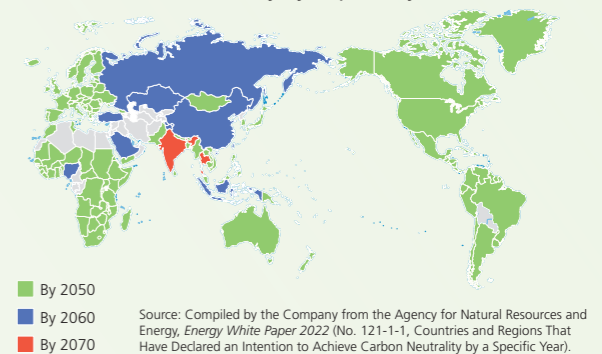 By 2050
By 2060
By 2070
Source: Compiled by the Company from the Agency for Natural Resources and
Energy, Energy White Paper 2022 (No. 121-1-1, Countries and Regions That
Have Declared an Intention to Achieve Carbon Neutrality by a Specific Year).